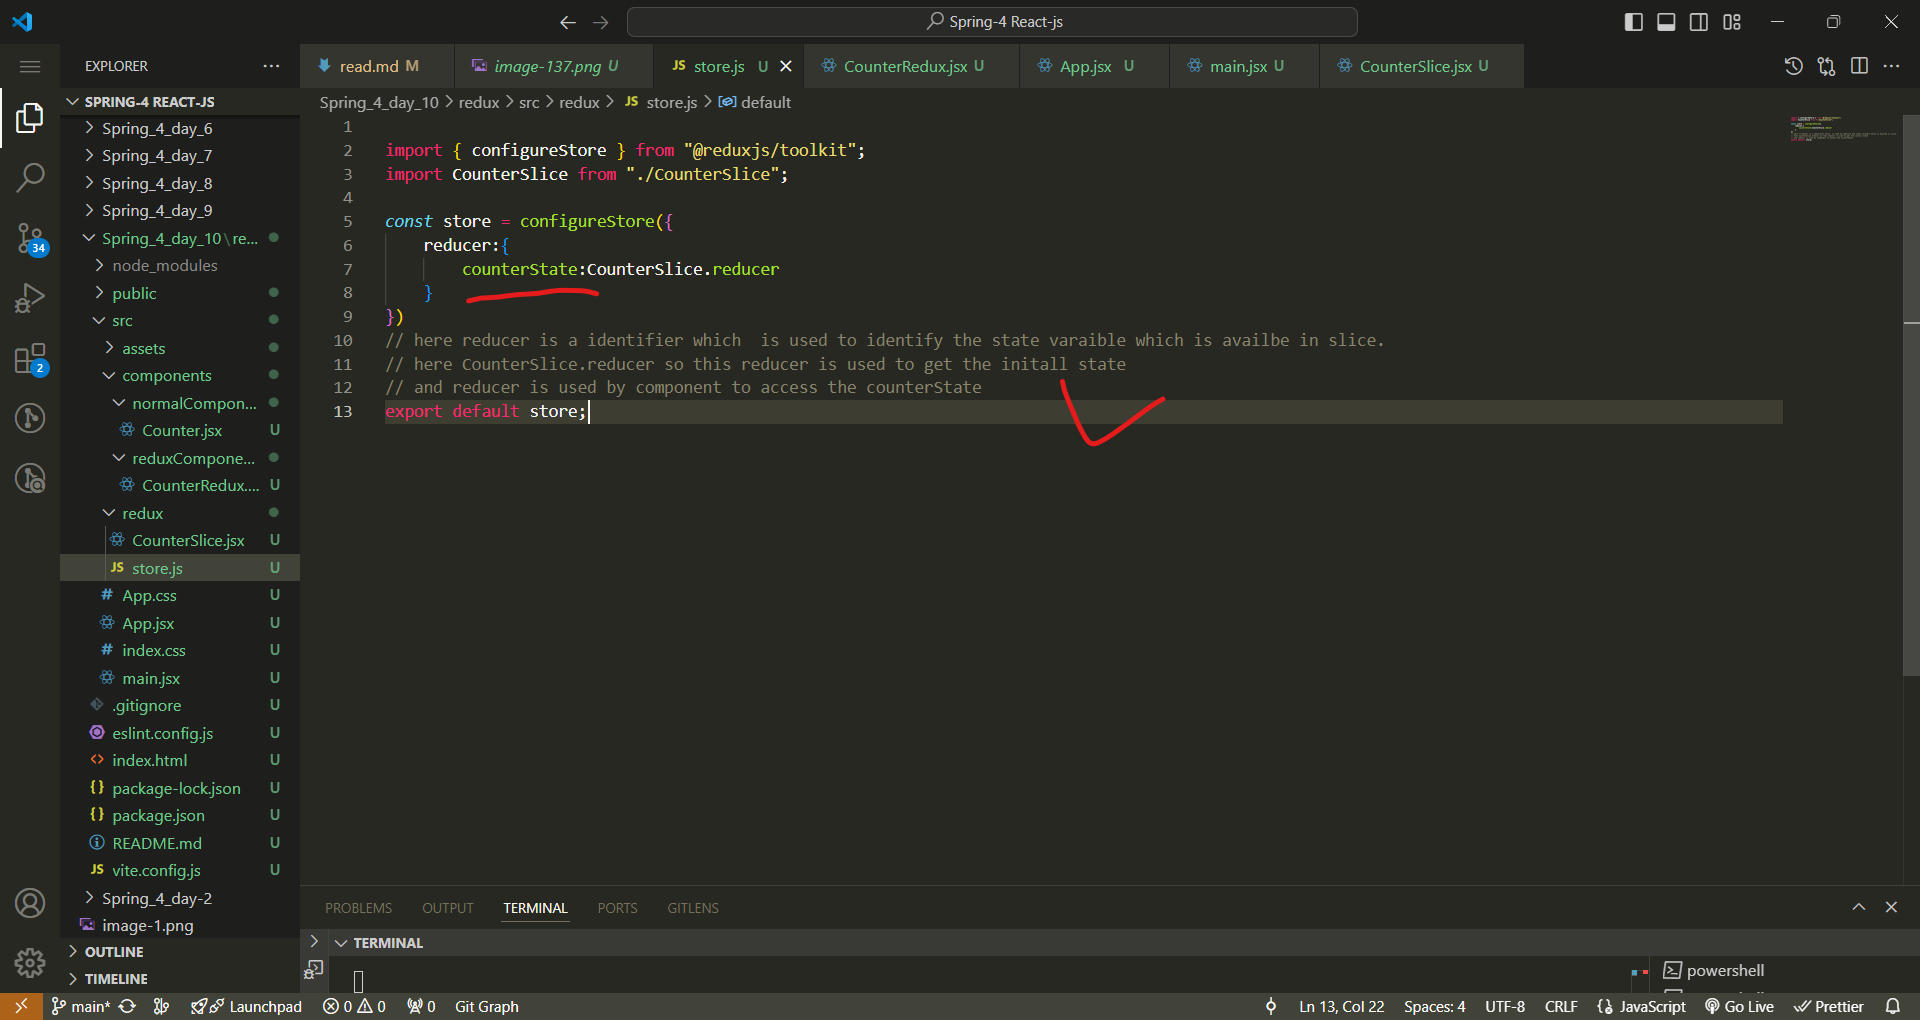 Spring-4 React-js
EXPLORER
read.md M
image-137.png U
JS store.js U
CounterRedux.jsx U
App.jsx U
main.jsx U
CounterSlice.jsx U
SPRING-4 REACT-JS
Spring_4_day_6
Spring_4_day_7
Spring_4_day_8
Spring_4_day_9
Spring_4_day_10\re...
node_modules
public
src
assets
components
normalCompon...
Counter.jsx U
reduxCompone...
CounterRedux.... U
redux
CounterSlice.jsx U
JS store.js U
# App.css U
App.jsx U
# index.css U
main.jsx U
.gitignore U
eslint.config.js U
<> index.html U
{} package-lock.json U
{} package.json U
README.md U
JS vite.config.js U
Spring_4_day-2
image-1.png
OUTLINE
TIMELINE
34
2
Spring_4_day_10 > redux > src > redux > JS store.js > default
1
2 import { configureStore } from "@reduxjs/toolkit";
3 import CounterSlice from "./CounterSlice";
4
5 const store = configureStore({
6 reducer:{
7 counterState:CounterSlice.reducer
8 }
9 })
10 // here reducer is a identifier which  is used to identify the state varaible which is availbe in slice.
11 // here CounterSlice.reducer so this reducer is used to get the initall state
12 // and reducer is used by component to access the counterState
13 export default store;
PROBLEMS OUTPUT TERMINAL PORTS GITLENS
TERMINAL
powershell
main* Launchpad 0 0 0 Git Graph Ln 13, Col 22 Spaces: 4 UTF-8 CRLF {} JavaScript Go Live Prettier